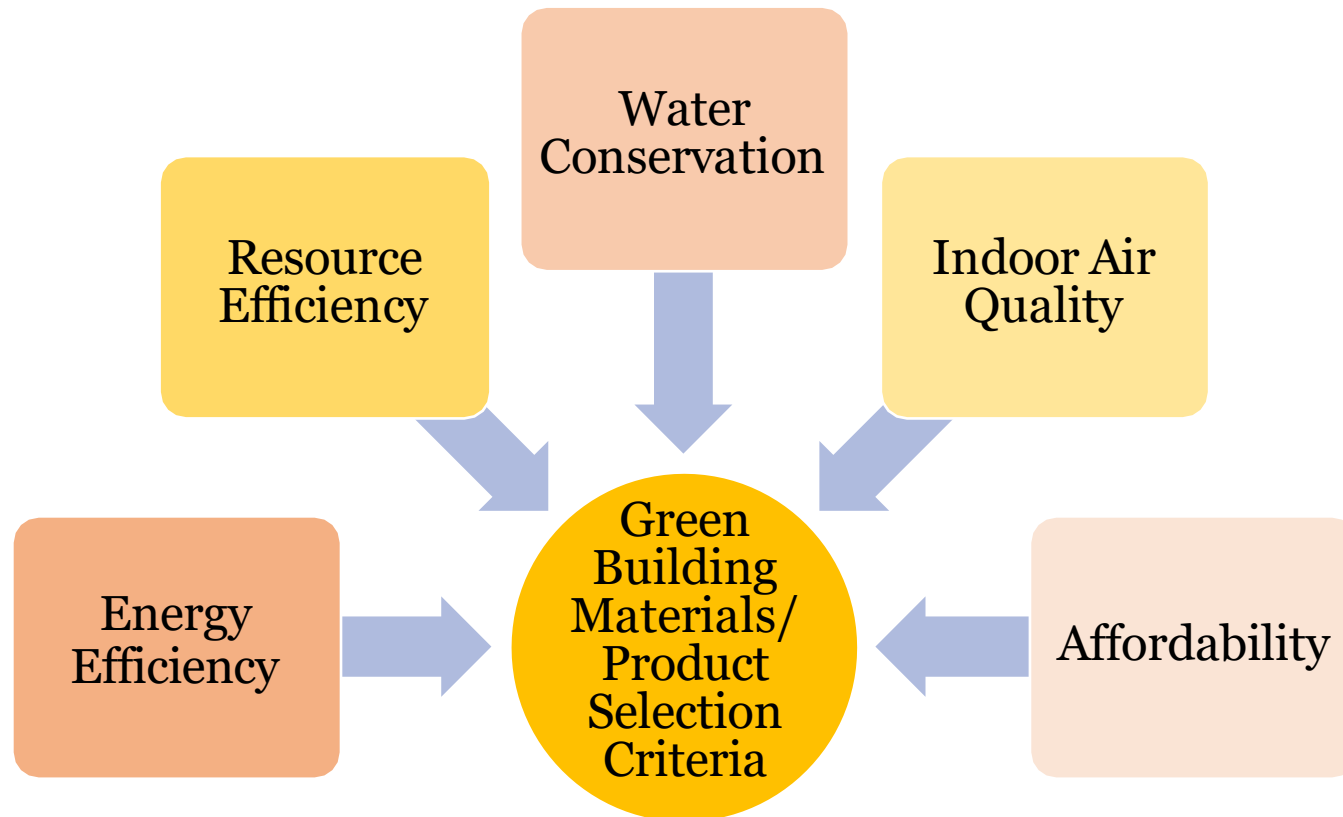 Water
Conservation
Resource
Efficiency
Indoor Air
Quality
Energy
Efficiency
Green
Building
Materials/
Product
Selection
Criteria
Affordability